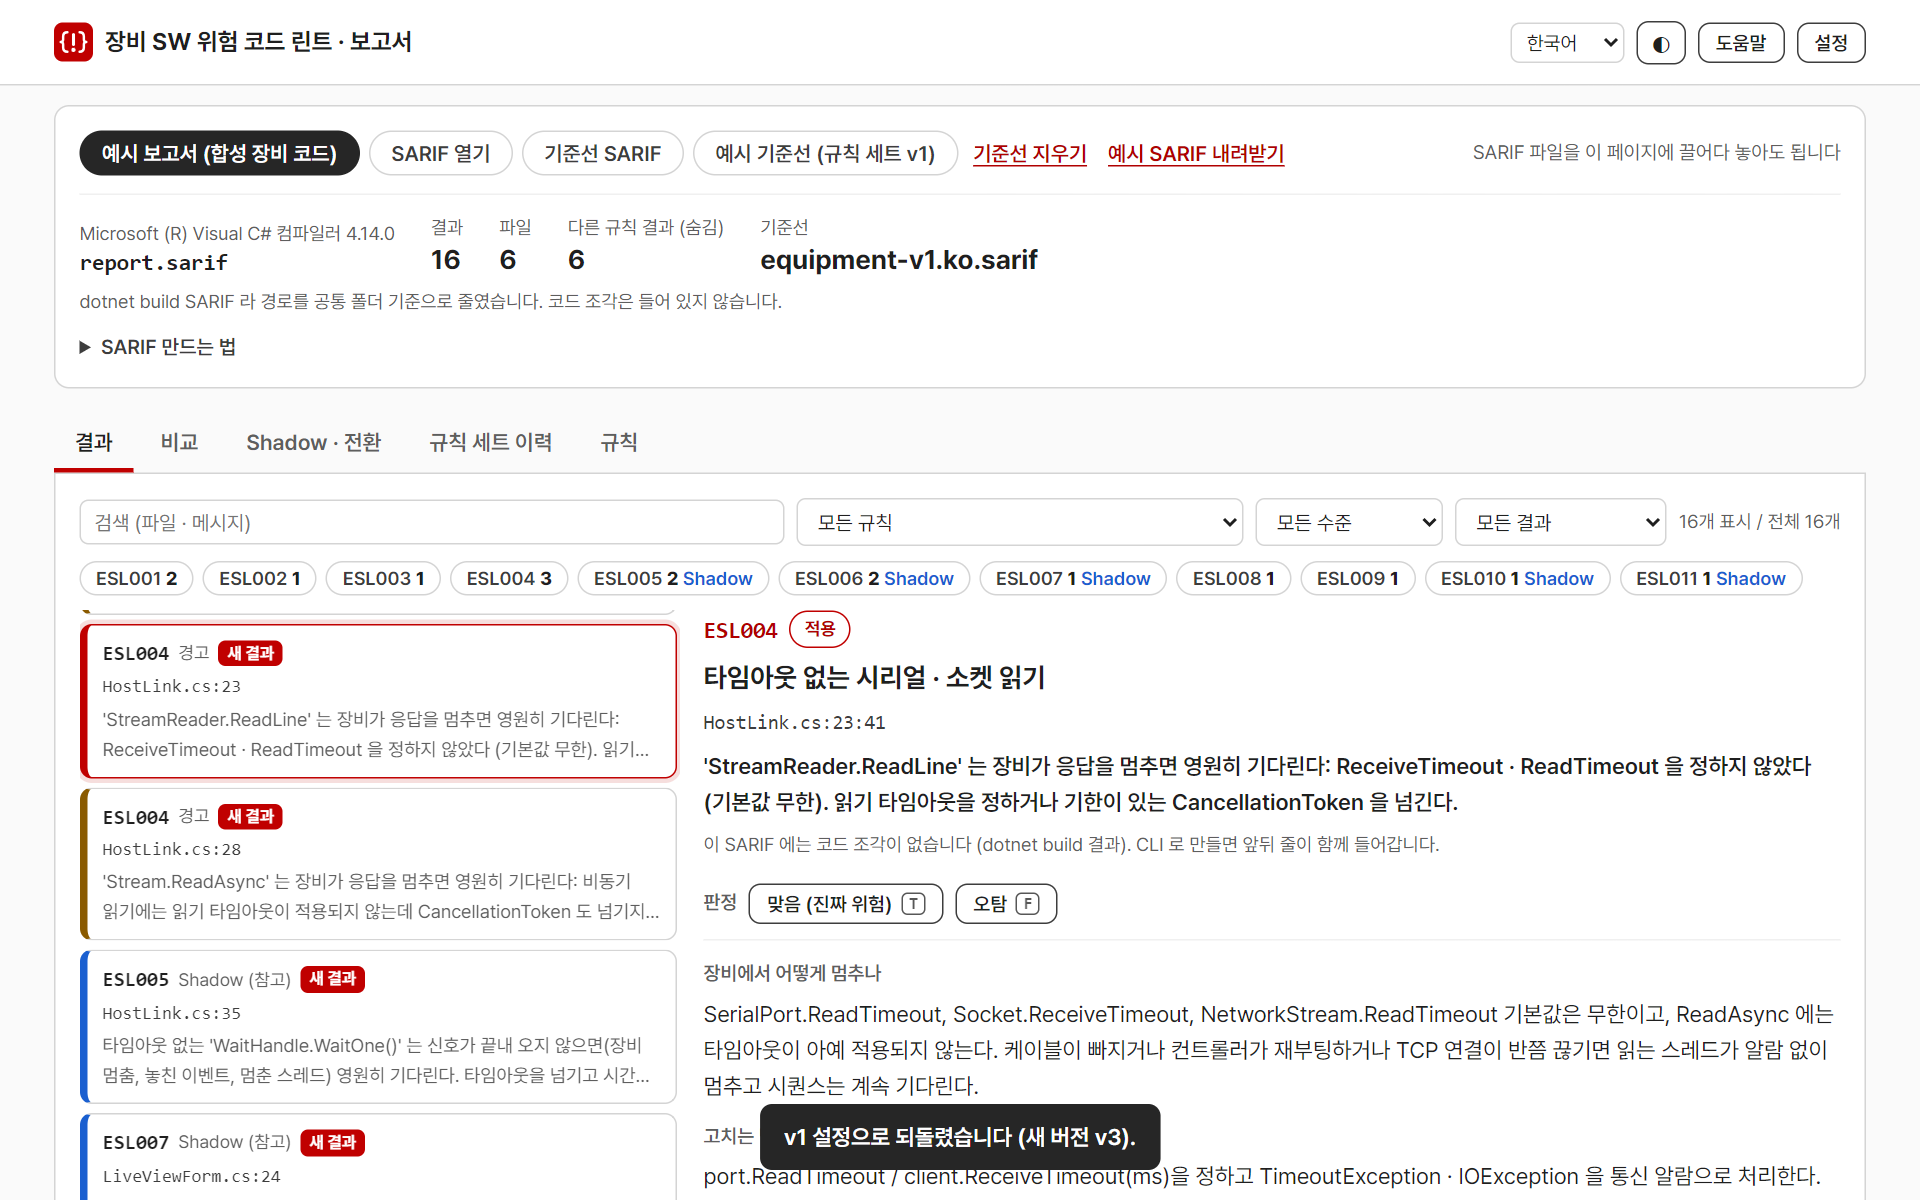 {!} 장비 SW 위험 코드 린트 · 보고서
한국어
도움말
설정
예시 보고서 (합성 장비 코드)
SARIF 열기
기준선 SARIF
예시 기준선 (규칙 세트 v1)
기준선 지우기
예시 SARIF 내려받기
SARIF 파일을 이 페이지에 끌어다 놓아도 됩니다
Microsoft (R) Visual C# 컴파일러 4.14.0
report.sarif
결과
16
파일
6
다른 규칙 결과 (숨김)
6
기준선
equipment-v1.ko.sarif
dotnet build SARIF 라 경로를 공통 폴더 기준으로 줄였습니다. 코드 조각은 들어 있지 않습니다.
SARIF 만드는 법
결과
비교
Shadow · 전환
규칙 세트 이력
규칙
검색 (파일 · 메시지)
모든 규칙
모든 수준
모든 결과
16개 표시 / 전체 16개
ESL001 2
ESL002 1
ESL003 1
ESL004 3
ESL005 2 Shadow
ESL006 2 Shadow
ESL007 1 Shadow
ESL008 1
ESL009 1
ESL010 1 Shadow
ESL011 1 Shadow
ESL004 경고 새 결과
HostLink.cs:23
'StreamReader.ReadLine' 는 장비가 응답을 멈추면 영원히 기다린다:
ReceiveTimeout · ReadTimeout 을 정하지 않았다 (기본값 무한). 읽기...
ESL004 경고 새 결과
HostLink.cs:28
'Stream.ReadAsync' 는 장비가 응답을 멈추면 영원히 기다린다: 비동기
읽기에는 읽기 타임아웃이 적용되지 않는데 CancellationToken 도 넘기지...
ESL005 Shadow (참고) 새 결과
HostLink.cs:35
타임아웃 없는 'WaitHandle.WaitOne()' 는 신호가 끝내 오지 않으면(장비
멈춤, 놓친 이벤트, 멈춘 스레드) 영원히 기다린다. 타임아웃을 넘기고 시간...
ESL007 Shadow (참고) 새 결과
LiveViewForm.cs:24
ESL004 적용
타임아웃 없는 시리얼 · 소켓 읽기
HostLink.cs:23:41
'StreamReader.ReadLine' 는 장비가 응답을 멈추면 영원히 기다린다: ReceiveTimeout · ReadTimeout 을 정하지 않았다
(기본값 무한). 읽기 타임아웃을 정하거나 기한이 있는 CancellationToken 을 넘긴다.
이 SARIF 에는 코드 조각이 없습니다 (dotnet build 결과). CLI 로 만들면 앞뒤 줄이 함께 들어갑니다.
판정
맞음 (진짜 위험) T
오탐 F
장비에서 어떻게 멈추나
SerialPort.ReadTimeout, Socket.ReceiveTimeout, NetworkStream.ReadTimeout 기본값은 무한이고, ReadAsync 에는
타임아웃이 아예 적용되지 않는다. 케이블이 빠지거나 컨트롤러가 재부팅하거나 TCP 연결이 반쯤 끊기면 읽는 스레드가 알람 없이
멈추고 시퀀스는 계속 기다린다.
고치는
v1 설정으로 되돌렸습니다 (새 버전 v3).
port.ReadTimeout / client.ReceiveTimeout(ms)을 정하고 TimeoutException · IOException 을 통신 알람으로 처리한다.